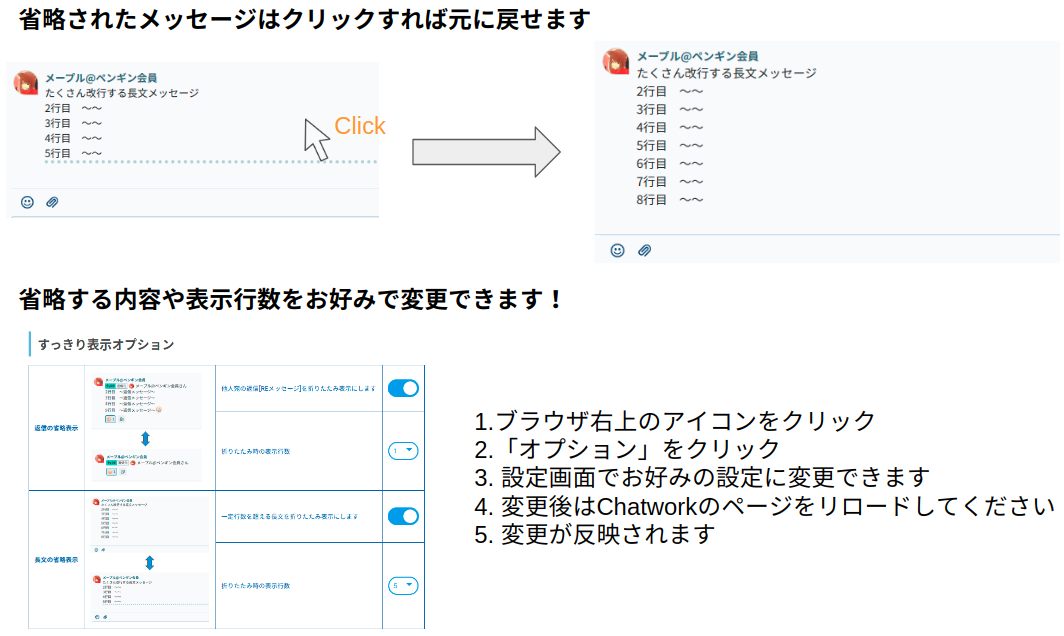 省略されたメッセージはクリックすれば元に戻せます
メープル@ペンギン会員
たくさん改行する長文メッセージ
2行目 ～～
3行目 ～～
4行目 ～～
5行目 ～～
Click
メープル@ペンギン会員
たくさん改行する長文メッセージ
2行目 ～～
3行目 ～～
4行目 ～～
5行目 ～～
6行目 ～～
7行目 ～～
8行目 ～～
省略する内容や表示行数をお好みで変更できます！
すっきり表示オプション
返信の省略表示
他人宛の返信[REメッセージ]を折りたたみ表示にします
折りたたみ時の表示行数
1
長文の省略表示
一定行数を超える長文を折りたたみ表示にします
折りたたみ時の表示行数
5
1.ブラウザ右上のアイコンをクリック
2.「オプション」をクリック
3. 設定画面でお好みの設定に変更できます
4. 変更後はChatworkのページをリロードしてください
5. 変更が反映されます